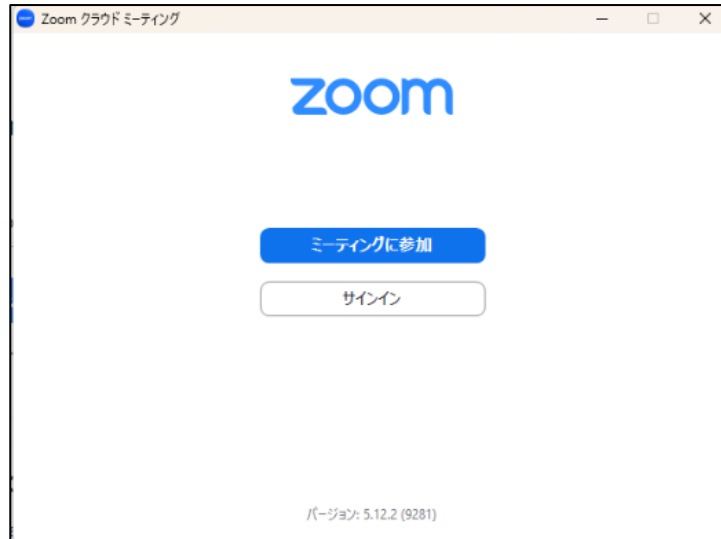 Zoom クラウド ミーティング
zoom
ミーティングに参加
サインイン
バージョン: 5.12.2 (9281)